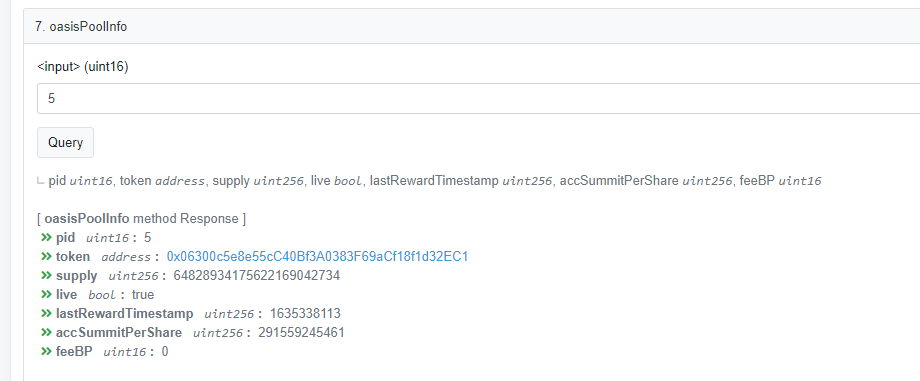 7. oasisPoolInfo
<input> (uint16)
5
Query
pid uint16, token address, supply uint256, live bool, lastRewardTimestamp uint256, accSummitPerShare uint256, feeBP uint16
[ oasisPoolInfo method Response ]
pid uint16 : 5
token address : 0x06300c5e8e55cC40Bf3A0383F69aCf18f1d32EC1
supply uint256 : 64828934175622169042734
live bool : true
lastRewardTimestamp uint256 : 1635338113
accSummitPerShare uint256 : 291559245461
feeBP uint16 : 0